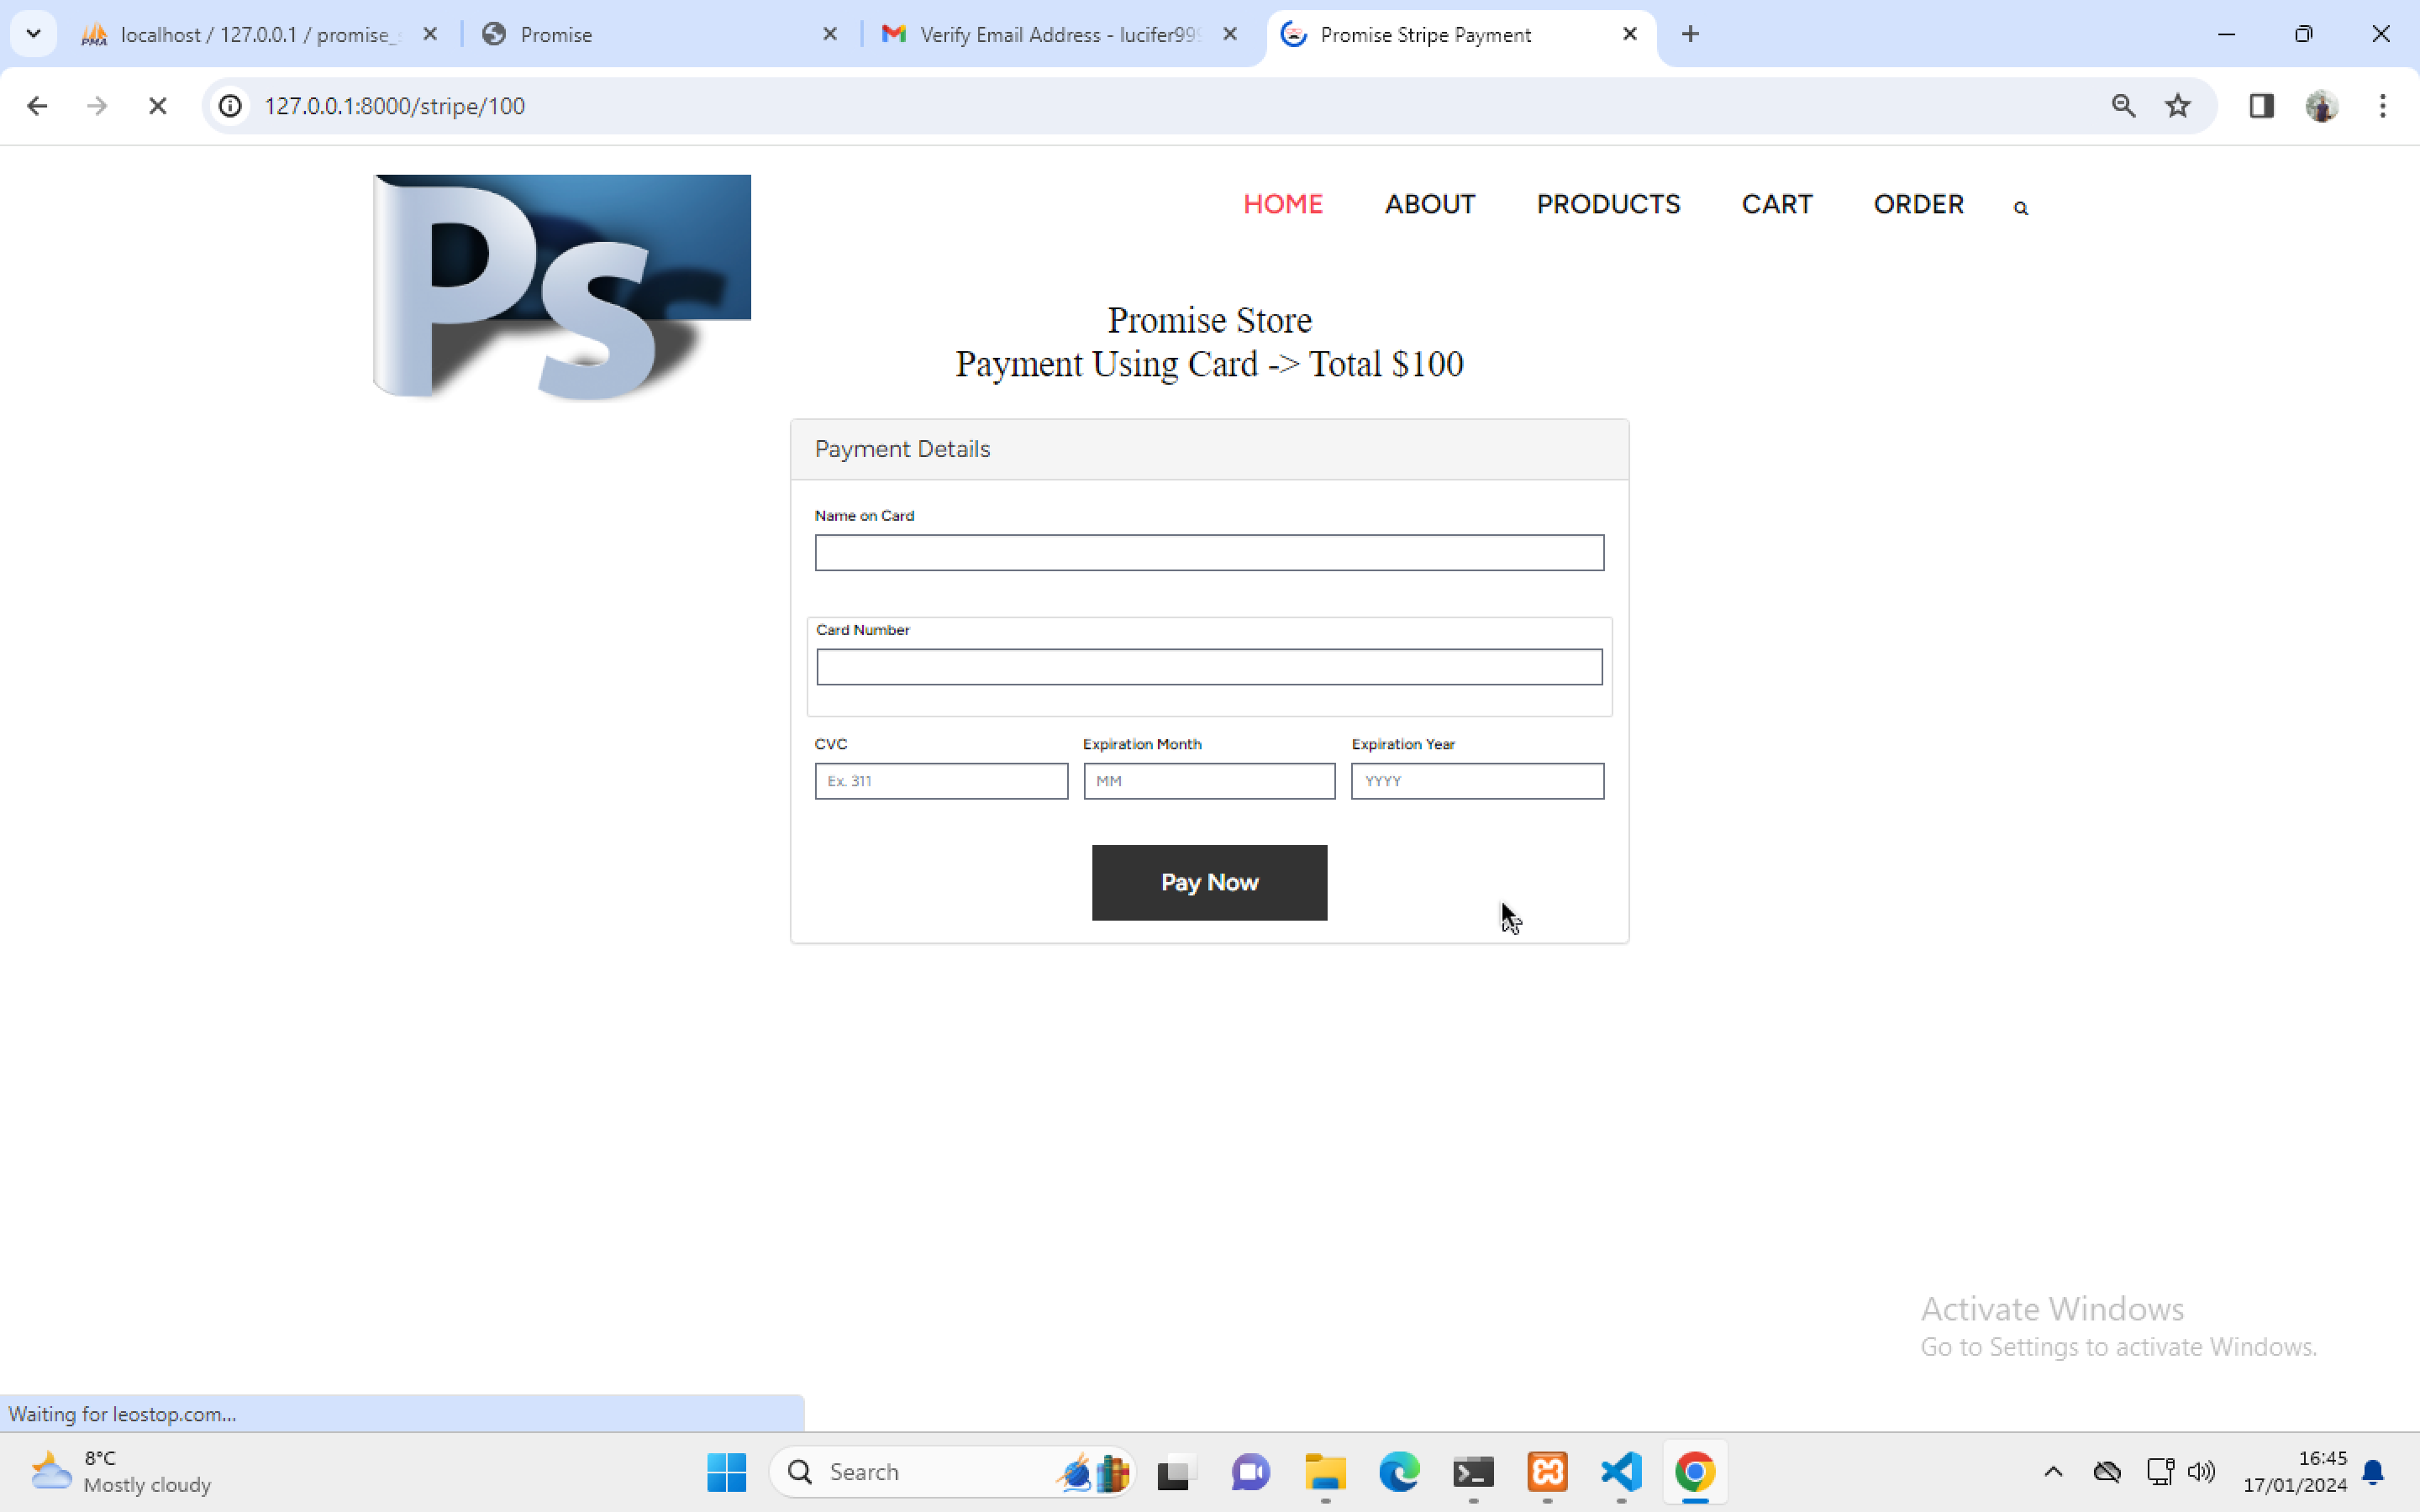 localhost / 127.0.0.1 / promise_s
Promise
Verify Email Address - lucifer999
Promise Stripe Payment
127.0.0.1:8000/stripe/100
Ps
HOME ABOUT PRODUCTS CART ORDER
Promise Store
Payment Using Card -> Total $100
Payment Details
Name on Card
Card Number
CVC Expiration Month Expiration Year
Ex. 311 MM YYYY
Pay Now
Activate Windows
Go to Settings to activate Windows.
Waiting for leostop.com...
8°C
Mostly cloudy
Search
16:45
17/01/2024